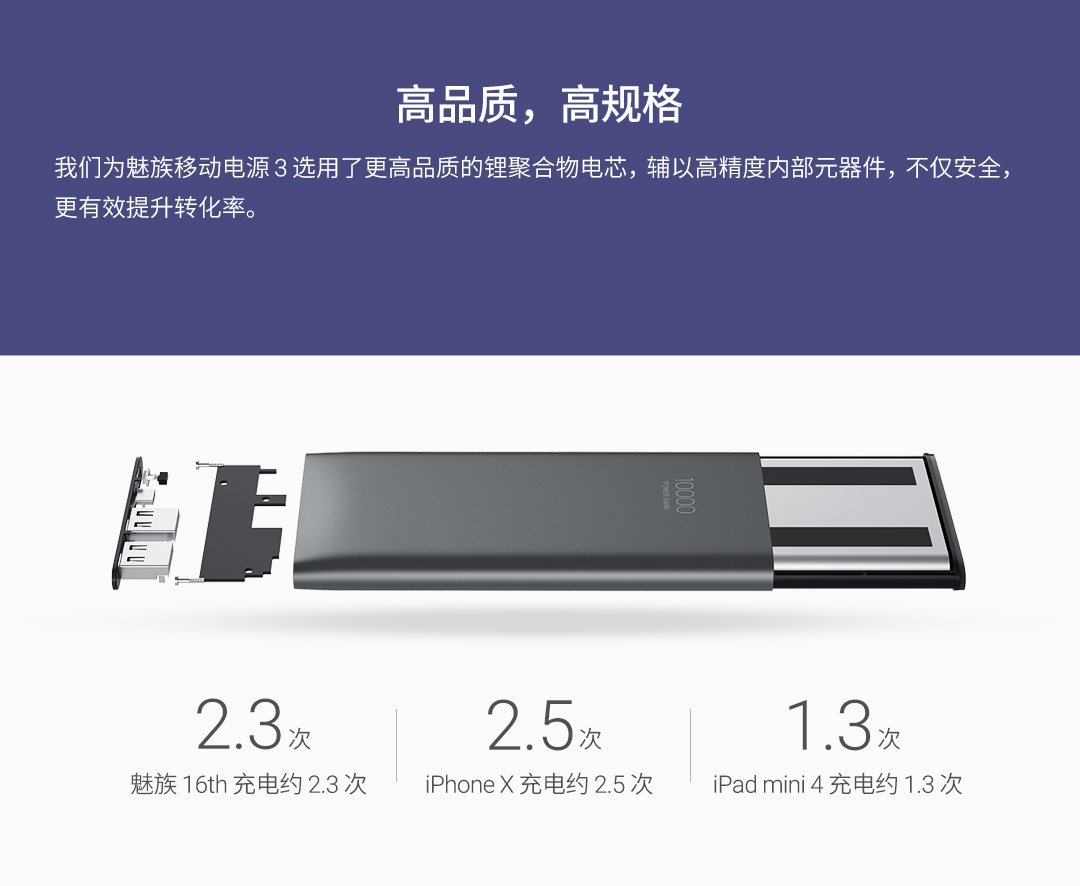 高品质，高规格
我们为魅族移动电源 3 选用了更高品质的锂聚合物电芯，辅以高精度内部元器件，不仅安全，
更有效提升转化率。
10000
POWER BANK
2.3 次
2.5 次
1.3 次
魅族 16th 充电约 2.3 次
iPhone X 充电约 2.5 次
iPad mini 4 充电约 1.3 次